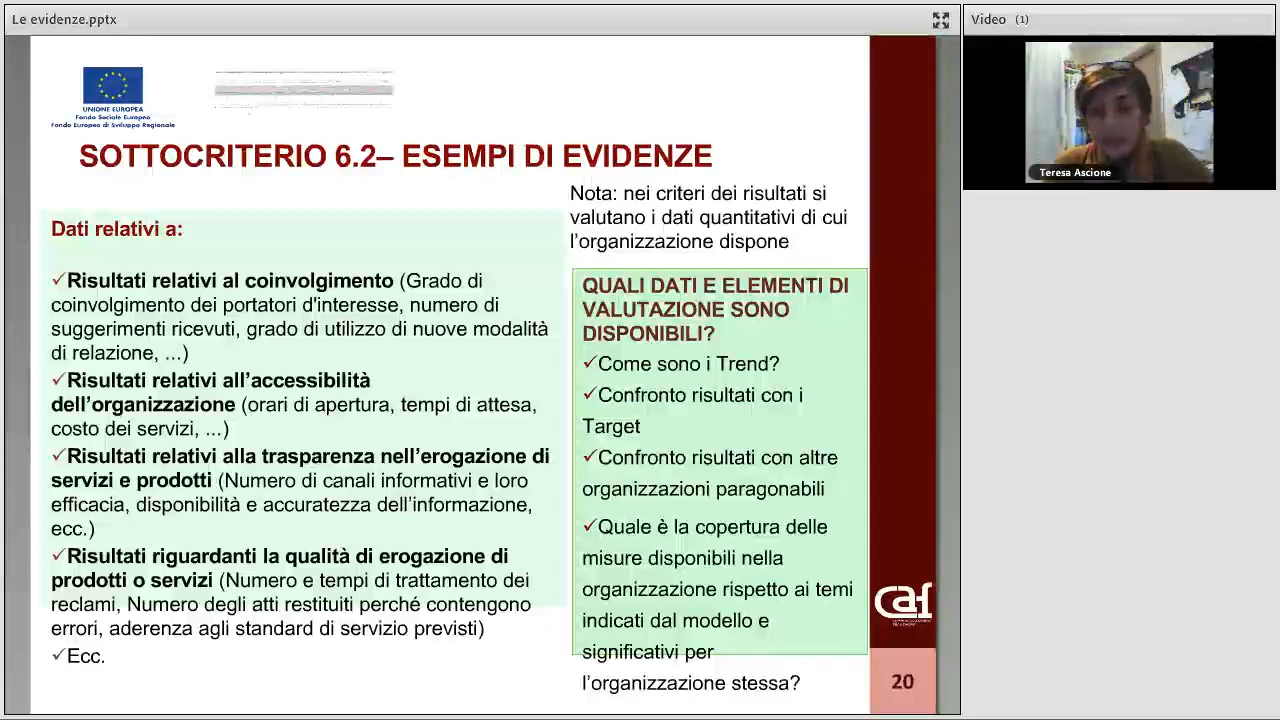 Le evidenze.pptx
Video (1)
UNIONE EUROPEA
Fondo Sociale Europeo
Fondo Europeo di Sviluppo Regionale
Teresa Ascione
SOTTOCRITERIO 6.2– ESEMPI DI EVIDENZE
Nota: nei criteri dei risultati si
valutano i dati quantitativi di cui
l’organizzazione dispone
Dati relativi a:
✓Risultati relativi al coinvolgimento (Grado di
coinvolgimento dei portatori d'interesse, numero di
suggerimenti ricevuti, grado di utilizzo di nuove modalità
di relazione, ...)
✓Risultati relativi all’accessibilità
dell’organizzazione (orari di apertura, tempi di attesa,
costo dei servizi, ...)
✓Risultati relativi alla trasparenza nell’erogazione di
servizi e prodotti (Numero di canali informativi e loro
efficacia, disponibilità e accuratezza dell’informazione,
ecc.)
✓Risultati riguardanti la qualità di erogazione di
prodotti o servizi (Numero e tempi di trattamento dei
reclami, Numero degli atti restituiti perché contengono
errori, aderenza agli standard di servizio previsti)
✓Ecc.
QUALI DATI E ELEMENTI DI
VALUTAZIONE SONO
DISPONIBILI?
✓Come sono i Trend?
✓Confronto risultati con i
Target
✓Confronto risultati con altre
organizzazioni paragonabili
✓Quale è la copertura delle
misure disponibili nella
organizzazione rispetto ai temi
indicati dal modello e
significativi per
l’organizzazione stessa?
caf
20